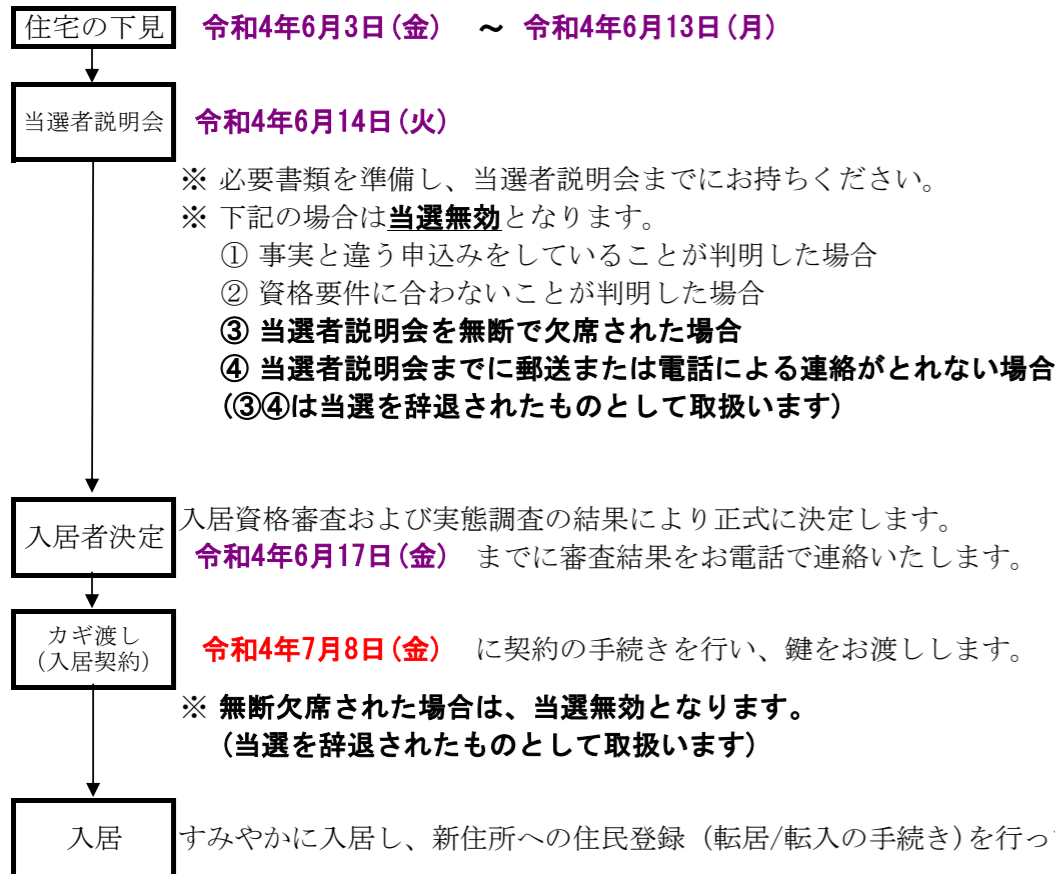 住宅の下見 令和4年6月3日(金) ～ 令和4年6月13日(月)
当選者説明会 令和4年6月14日(火)
※ 必要書類を準備し、当選者説明会までにお持ちください。
※ 下記の場合は当選無効となります。
① 事実と違う申込みをしていることが判明した場合
② 資格要件に合わないことが判明した場合
③ 当選者説明会を無断で欠席された場合
④ 当選者説明会までに郵送または電話による連絡がとれない場合
(③④は当選を辞退されたものとして取扱います)
入居者決定 入居資格審査および実態調査の結果により正式に決定します。
令和4年6月17日(金) までに審査結果をお電話で連絡いたします。
カギ渡し
(入居契約) 令和4年7月8日(金) に契約の手続きを行い、鍵をお渡しします。
※ 無断欠席された場合は、当選無効となります。
(当選を辞退されたものとして取扱います)
入居 すみやかに入居し、新住所への住民登録 (転居/転入の手続き)を行っ